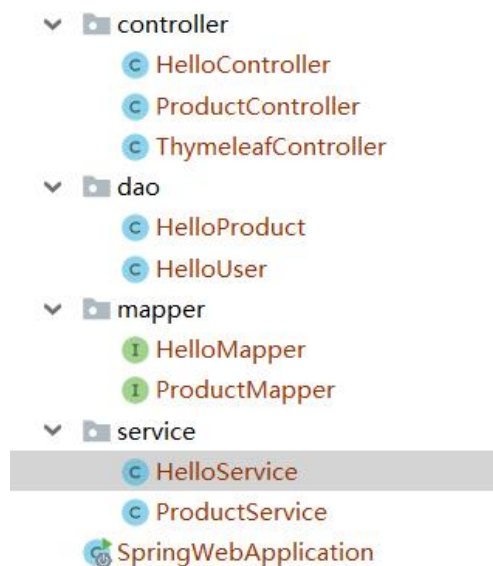 controller
HelloController
ProductController
ThymeleafController
dao
HelloProduct
HelloUser
mapper
HelloMapper
ProductMapper
service
HelloService
ProductService
SpringWebApplication